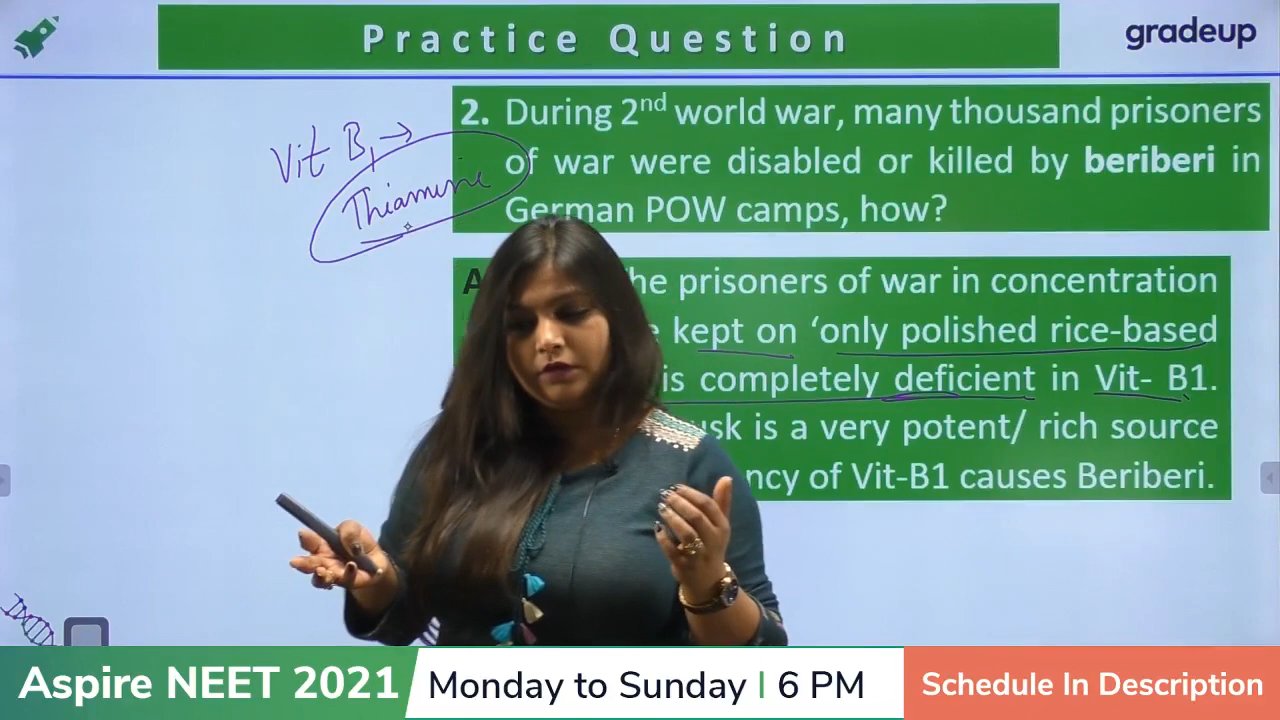 Practice Question
gradeup
2. During 2nd world war, many thousand prisoners
of war were disabled or killed by beriberi in
German POW camps, how?
Vit B1 →
Thiamine
he prisoners of war in concentration
kept on ‘only polished rice-based
is completely deficient in Vit- B1.
usk is a very potent/ rich source
ncy of Vit-B1 causes Beriberi.
Aspire NEET 2021
Monday to Sunday I 6 PM
Schedule In Description